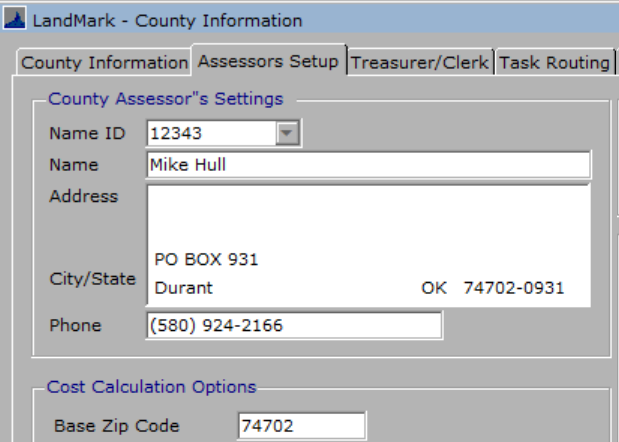 LandMark - County Information
County Information Assessors Setup Treasurer/Clerk Task Routing
County Assessor"s Settings
Name ID 12343
Name Mike Hull
Address
PO BOX 931
City/State Durant OK 74702-0931
Phone (580) 924-2166
Cost Calculation Options
Base Zip Code 74702